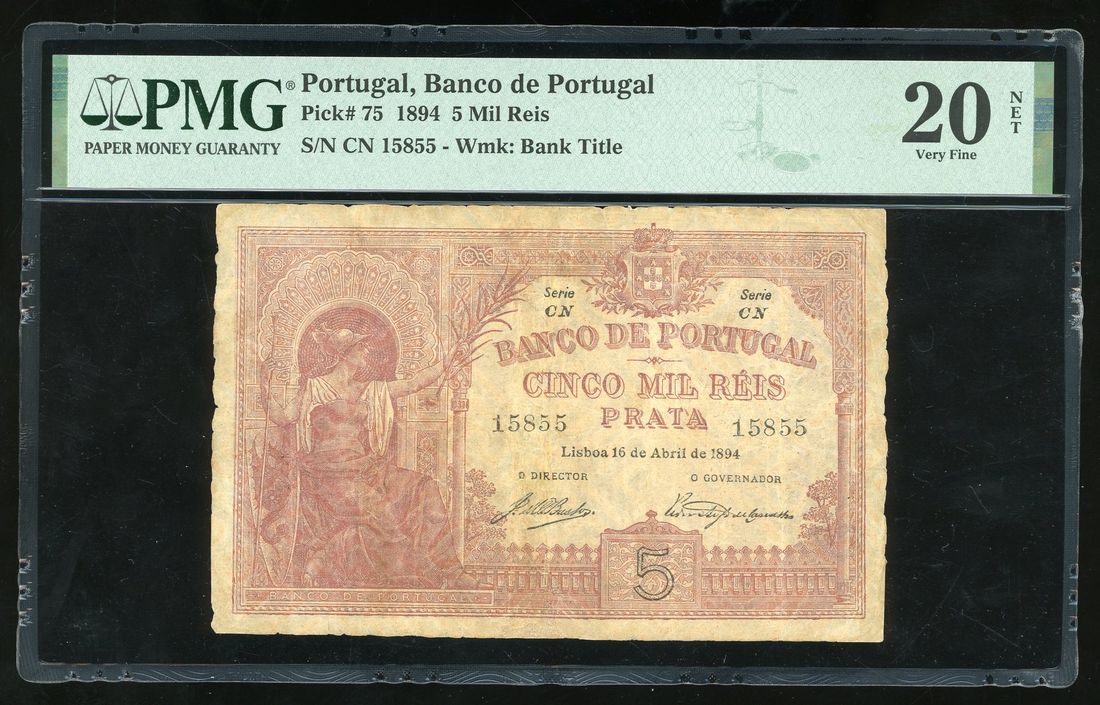 PMG®
PAPER MONEY GUARANTY
Portugal, Banco de Portugal
Pick# 75 1894 5 Mil Reis
S/N CN 15855 - Wmk: Bank Title
20
NET
Very Fine
Serie
CN
Serie
CN
BANCO DE PORTUGAL
CINCO MIL RÉIS
PRATA
15855
15855
Lisboa 16 de Abril de 1894
O DIRECTOR
O GOVERNADOR
5
BANCO DE PORTUGAL